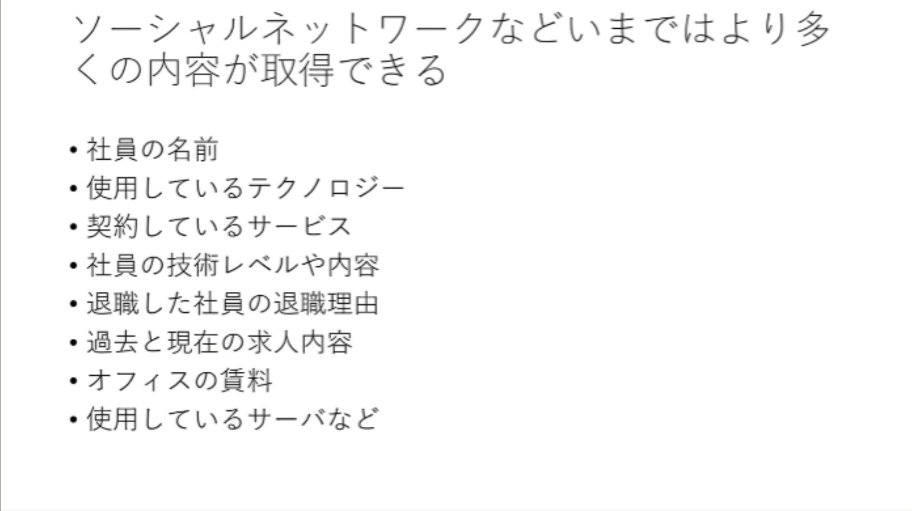 ソーシャルネットワークなどいまではより多
くの内容が取得できる
• 社員の名前
• 使用しているテクノロジー
• 契約しているサービス
• 社員の技術レベルや内容
• 退職した社員の退職理由
• 過去と現在の求人内容
• オフィスの賃料
• 使用しているサーバなど